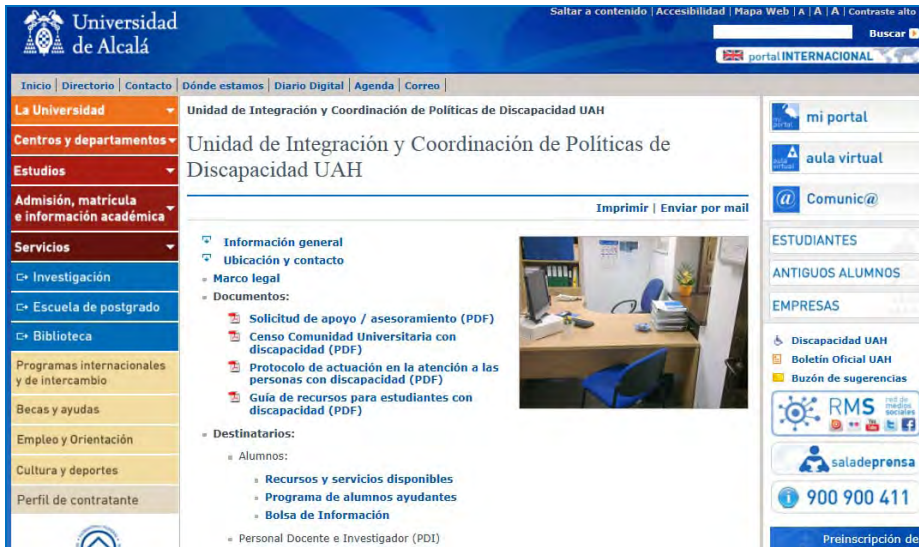 Universidad
de Alcalá
Saltar a contenido | Accesibilidad | Mapa Web | A | A | A | Contraste alto
Buscar
portal INTERNACIONAL
Inicio | Directorio | Contacto | Dónde estamos | Diario Digital | Agenda | Correo |
La Universidad
Centros y departamentos
Estudios
Admisión, matrícula
e información académica
Servicios
Investigación
Escuela de postgrado
Biblioteca
Programas internacionales
y de intercambio
Becas y ayudas
Empleo y Orientación
Cultura y deportes
Perfil de contratante
Unidad de Integración y Coordinación de Políticas de Discapacidad UAH
Unidad de Integración y Coordinación de Políticas de
Discapacidad UAH
Imprimir | Enviar por mail
Información general
Ubicación y contacto
Marco legal
Documentos:
Solicitud de apoyo / asesoramiento (PDF)
Censo Comunidad Universitaria con
discapacidad (PDF)
Protocolo de actuación en la atención a las
personas con discapacidad (PDF)
Guía de recursos para estudiantes con
discapacidad (PDF)
Destinatarios:
Alumnos:
Recursos y servicios disponibles
Programa de alumnos ayudantes
Bolsa de Información
Personal Docente e Investigador (PDI)
mi portal
aula virtual
Comunic@
ESTUDIANTES
ANTIGUOS ALUMNOS
EMPRESAS
Discapacidad UAH
Boletín Oficial UAH
Buzón de sugerencias
RMS red de
medios
sociales
saladeprensa
900 900 411
Preinscripción de